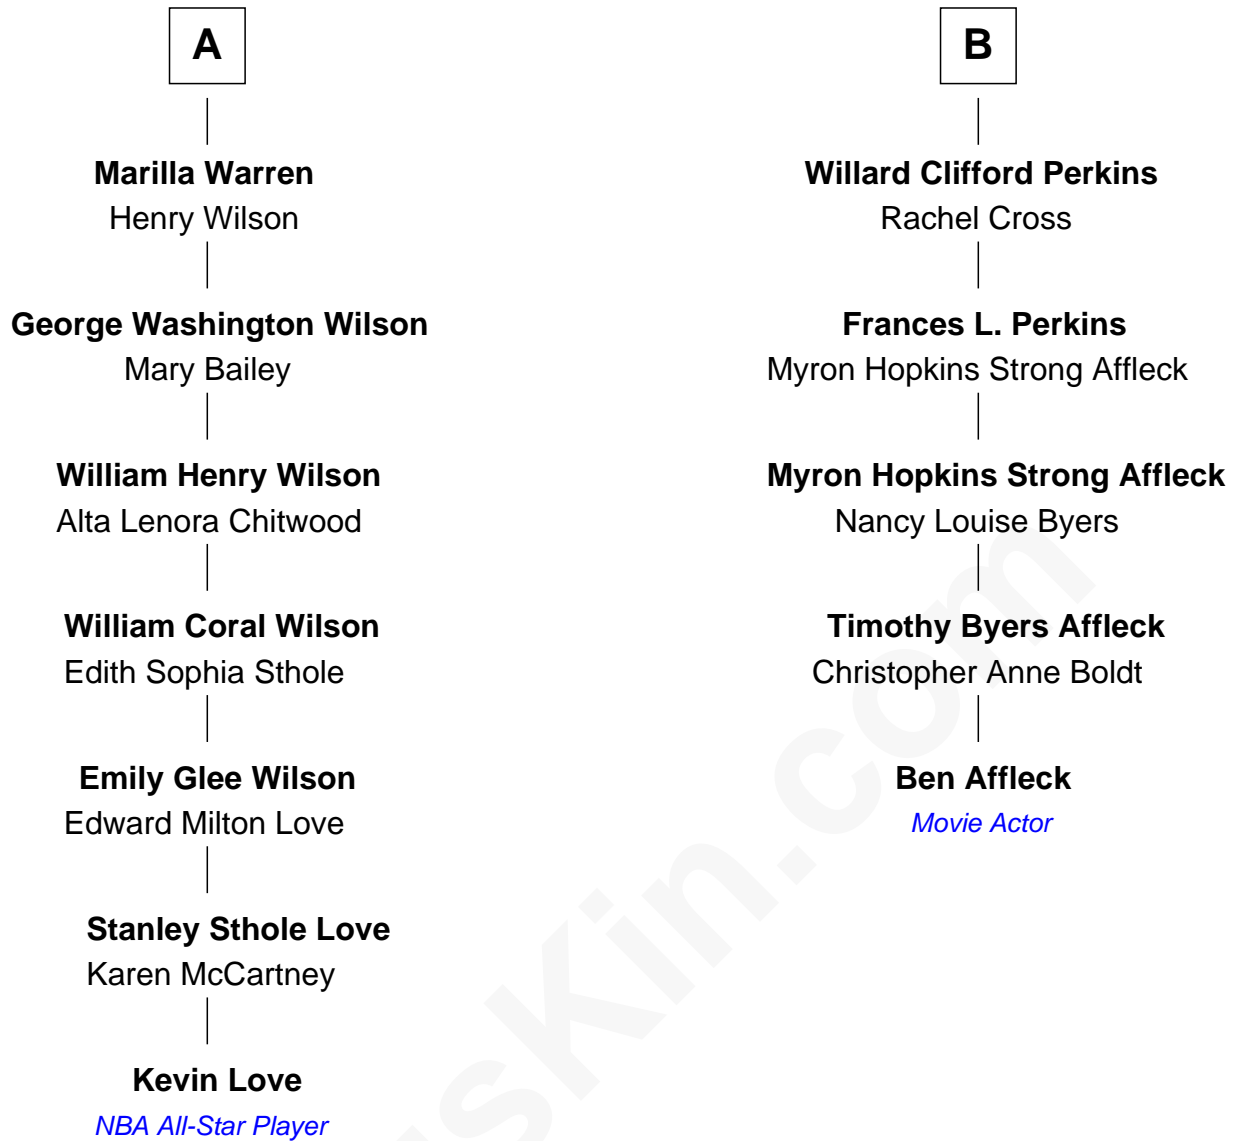 A
Marilla Warren
Henry Wilson
George Washington Wilson
Mary Bailey
William Henry Wilson
Alta Lenora Chitwood
William Coral Wilson
Edith Sophia Sthole
Emily Glee Wilson
Edward Milton Love
Stanley Sthole Love
Karen McCartney
Kevin Love
NBA All-Star Player
B
Willard Clifford Perkins
Rachel Cross
Frances L. Perkins
Myron Hopkins Strong Affleck
Myron Hopkins Strong Affleck
Nancy Louise Byers
Timothy Byers Affleck
Christopher Anne Boldt
Ben Affleck
Movie Actor
sKin.com